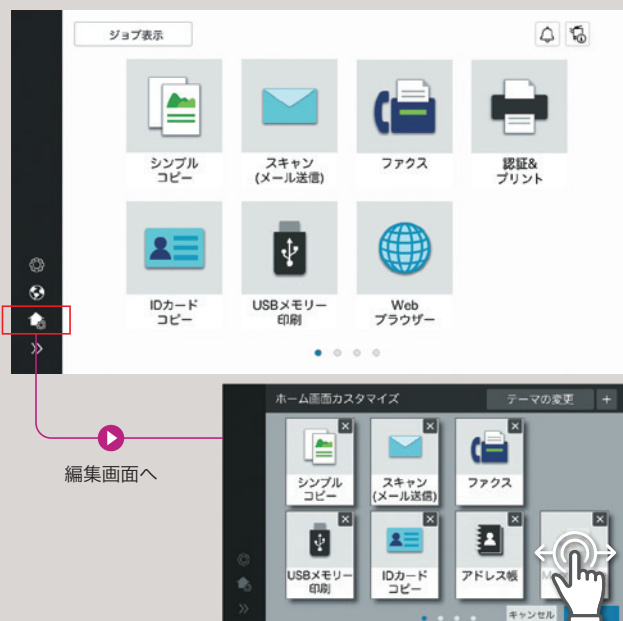 ジョブ表示
シンプル
コピー
スキャン
(メール送信)
ファクス
認証&
プリント
IDカード
コピー
USBメモリー
印刷
Web
ブラウザー
編集画面へ
ホーム画面カスタマイズ
テーマの変更
+
シンプル
コピー
スキャン
(メール送信)
ファクス
USBメモリー
印刷
IDカード
コピー
アドレス帳
キャンセル